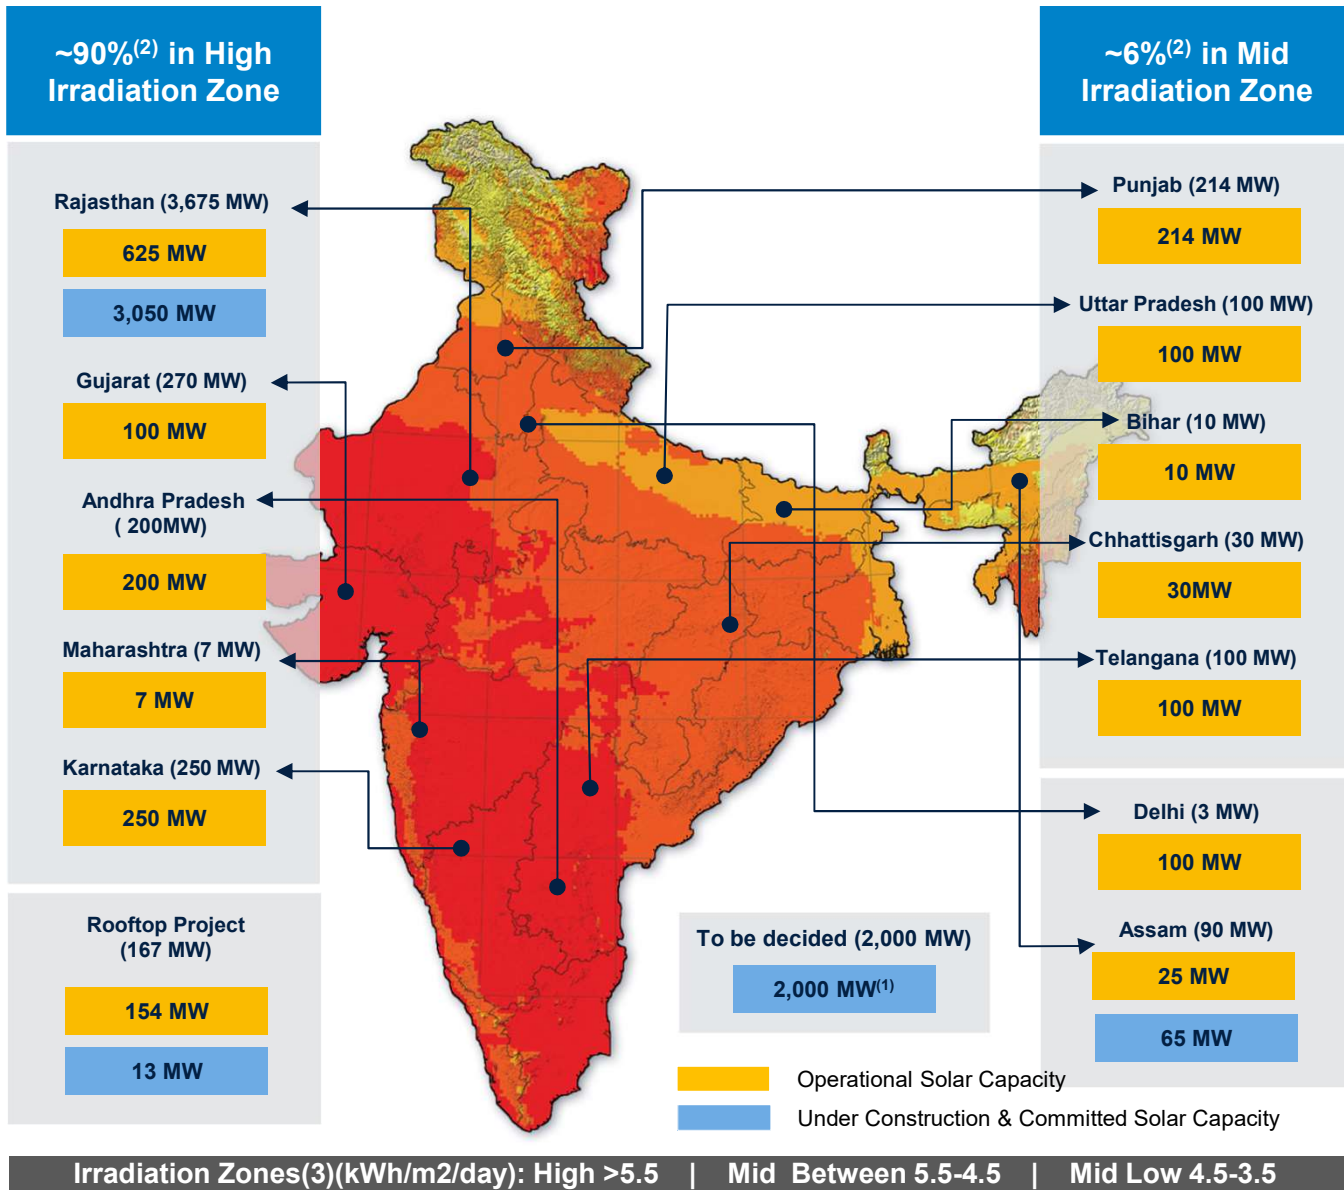 ~90%(2) in High
Irradiation Zone
Rajasthan (3,675 MW)
625 MW
3,050 MW
Gujarat (270 MW)
100 MW
Andhra Pradesh
( 200MW)
200 MW
Maharashtra (7 MW)
7 MW
Karnataka (250 MW)
250 MW
Rooftop Project
(167 MW)
154 MW
13 MW
~6%(2) in Mid
Irradiation Zone
Punjab (214 MW)
214 MW
Uttar Pradesh (100 MW)
100 MW
Bihar (10 MW)
10 MW
Chhattisgarh (30 MW)
30MW
Telangana (100 MW)
100 MW
Delhi (3 MW)
100 MW
Assam (90 MW)
25 MW
65 MW
To be decided (2,000 MW)
2,000 MW(1)
Operational Solar Capacity
Under Construction & Committed Solar Capacity
Irradiation Zones(3)(kWh/m2/day): High >5.5 | Mid Between 5.5-4.5 | Mid Low 4.5-3.5